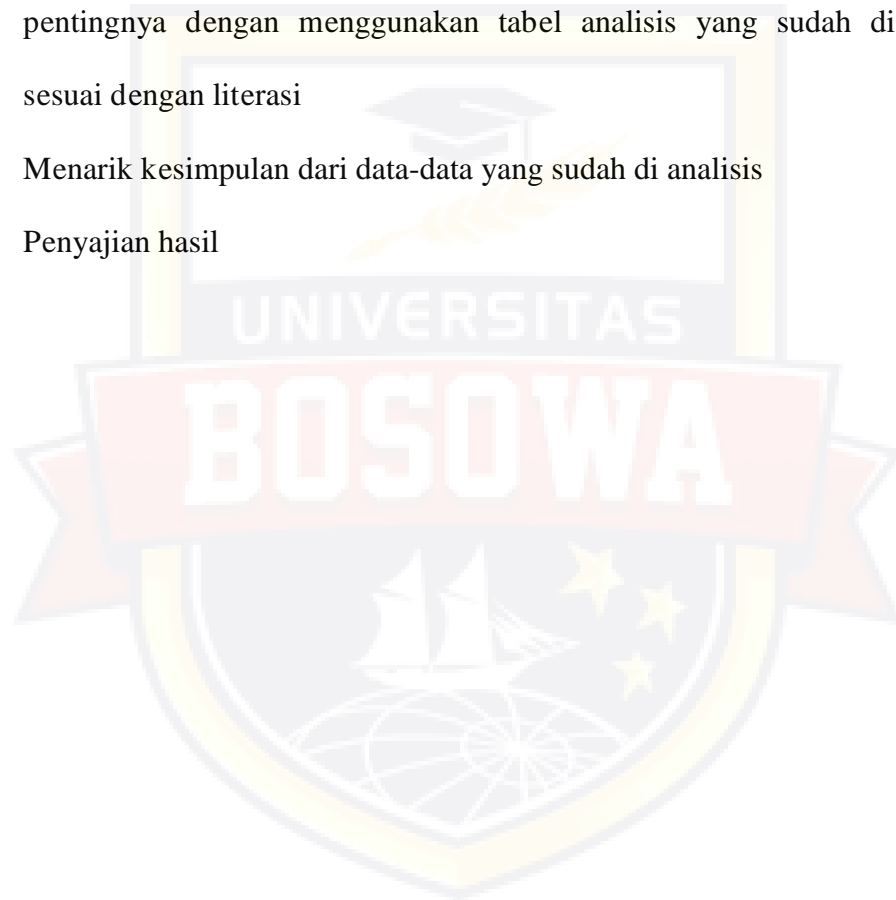 pentingnya dengan menggunakan tabel analisis yang sudah di
sesuai dengan literasi
Menarik kesimpulan dari data-data yang sudah di analisis
Penyajian hasil
UNIVERSITAS
BOSOWA